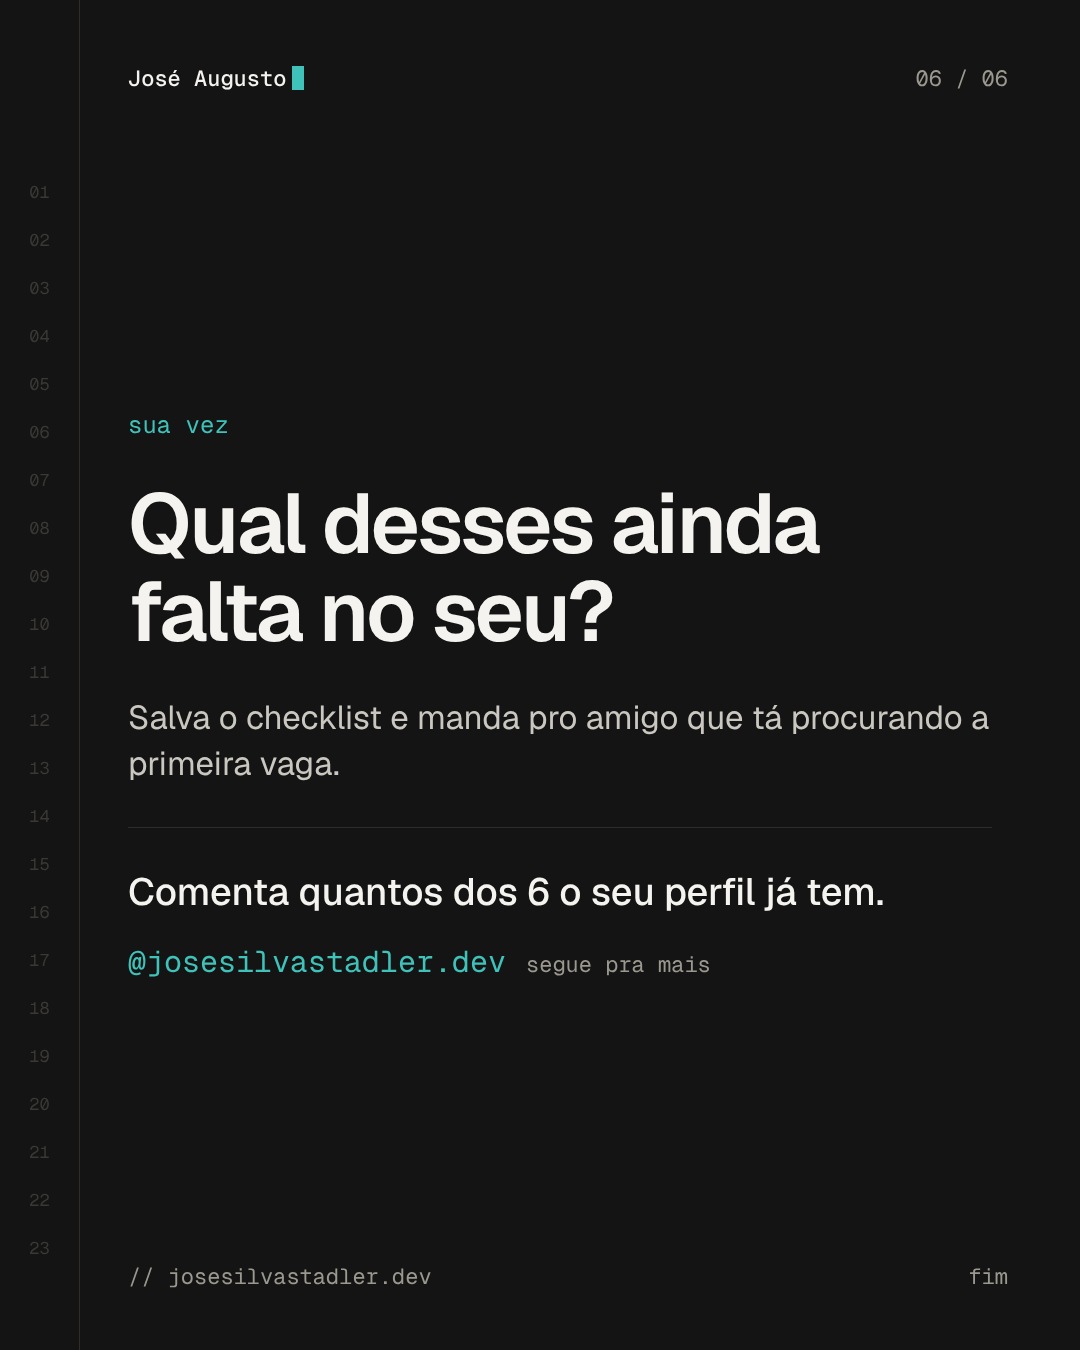 José Augusto
06 / 06
01
02
03
04
05
06
07
08
09
10
11
12
13
14
15
16
17
18
19
20
21
22
23
sua vez
Qual desses ainda
falta no seu?
Salva o checklist e manda pro amigo que tá procurando a
primeira vaga.
Comenta quantos dos 6 o seu perfil já tem.
@josesilvastadler.dev segue pra mais
// josesilvastadler.dev
fim